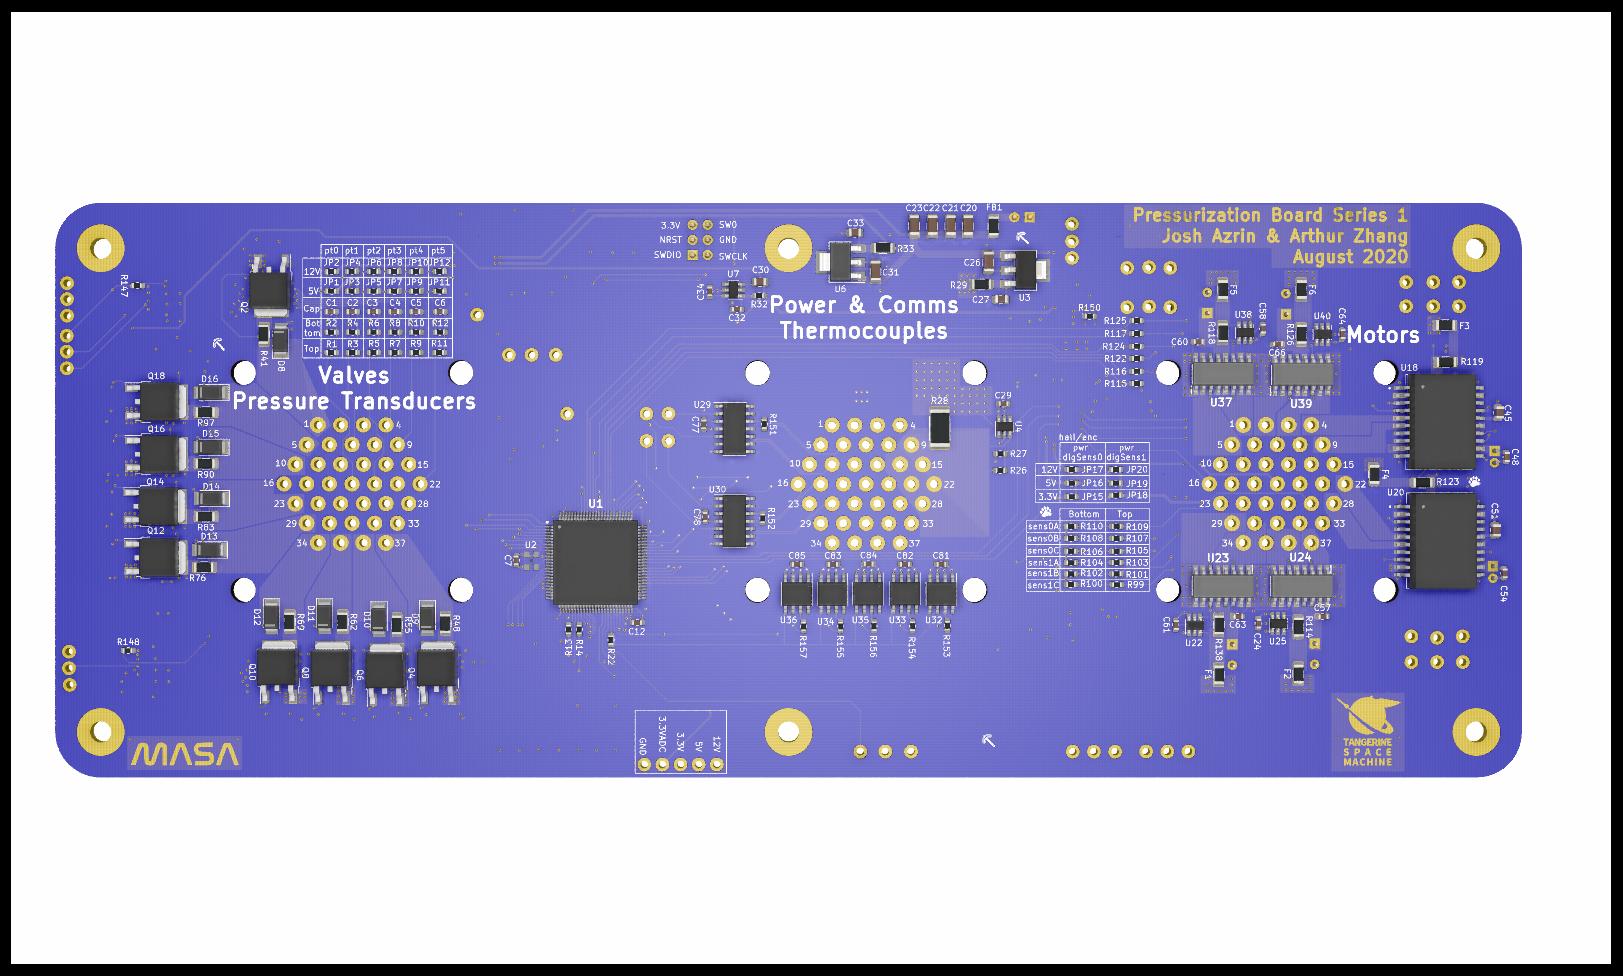 Pressurization Board Series 1
Josh Azrin & Arthur Zhang
August 2020
C23 C22 C21 C20 FB1
C33
3.3V SWO
NRST GND
SWDIO SWCLK
R33
U6
C31
C26
R29
C27
U3
U7
C30
C34
R32
C32
Power & Comms
Thermocouples
R147
Q2
R41
D8
pt0 pt1 pt2 pt3 pt4 pt5
12V JP2 JP4 JP6 JP8 JP10 JP12
5V JP1 JP3 JP5 JP7 JP9 JP11
Cap C1 C2 C3 C4 C5 C6
Bot tom R2 R4 R6 R8 R10 R12
Top R1 R3 R5 R7 R9 R11
Valves
Pressure Transducers
Q18 D16
R97
Q16 D15
R90
Q14 D14
R83
Q12 D13
R76
1 4
5 9
10 15
16 22
23 28
29 33
34 37
D12 R69 D11 R62 D10 R55 D9 R48
Q10 Q8 Q6 Q4
R148
MASA
U1
U2
C7
C12
R13 R14 R22
GND 3.3VADC 3.3V 5V 12V
U29
C77
R151
U30
C78
R152
R28
C29
U4
R27
R26
1 4
5 9
10 15
16 22
23 28
29 33
34 37
C85 C83 C84 C82 C81
U36 U34 U35 U33 U32
R157 R155 R156 R154 R153
R150
R125
R117
R124
R122
R116
R115
hall/enc
pwr digSens0 pwr digSens1
12V JP17 JP20
5V JP16 JP19
3.3V JP15 JP18
Bottom Top
sens0A R110 R109
sens0B R108 R107
sens0C R106 R105
sens1A R104 R103
sens1B R102 R101
sens1C R100 R99
F5 F6
U38 C58 U40 C64
R118 R126
C60 C66
U37 U39
Motors
F3
R119
U18
C45
C48
F4
R123
U20
C51
C54
1 4
5 9
10 15
16 22
23 28
29 33
34 37
U23 U24
C61 U22 C63 C24 U25 C57
R138 R114
F1 F2
TANGERINE
SPACE
MACHINE